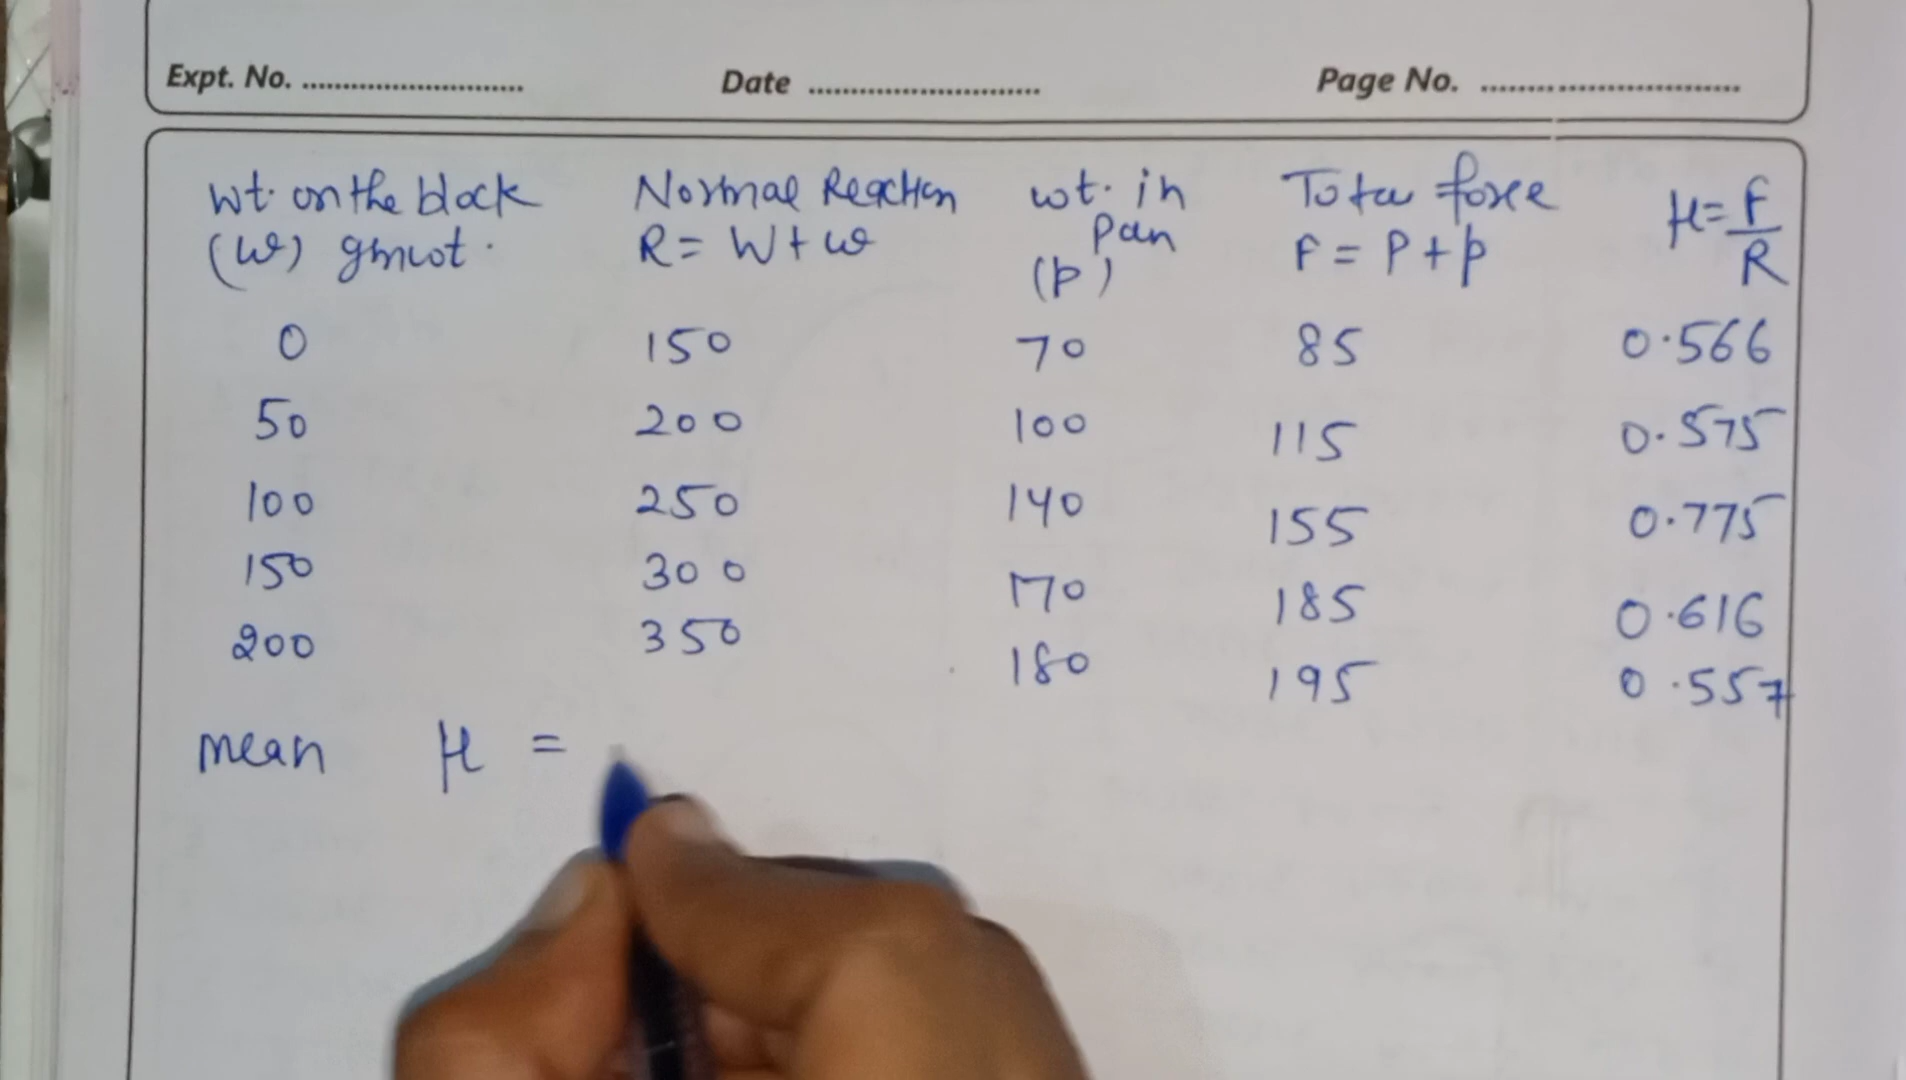 Expt. No. ............................ Date ............................ Page No. ............................
wt. on the block Normal Reaction wt. in Total force μ = F/R
(w) gmwt. R = W + w Pan F = P + p
(p)
0 150 70 85 0.566
50 200 100 115 0.575
100 250 140 155 0.775
150 300 170 185 0.616
200 350 180 195 0.557
mean μ =